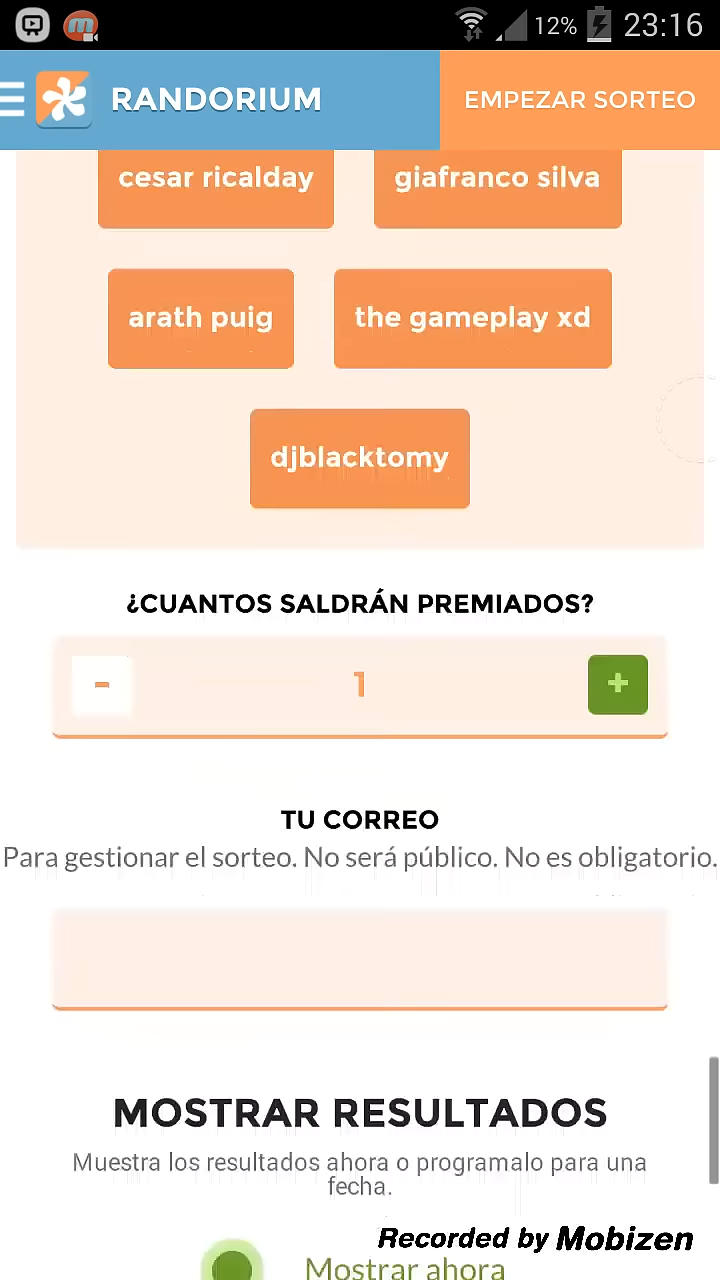 12% 23:16
RANDORIUM EMPEZAR SORTEO
cesar ricalday giafranco silva
arath puig the gameplay xd
djblacktomy
¿CUANTOS SALDRÁN PREMIADOS?
- 1 +
TU CORREO
Para gestionar el sorteo. No será público. No es obligatorio.
MOSTRAR RESULTADOS
Muestra los resultados ahora o programalo para una
fecha.
Recorded by Mobizen
Mostrar ahora